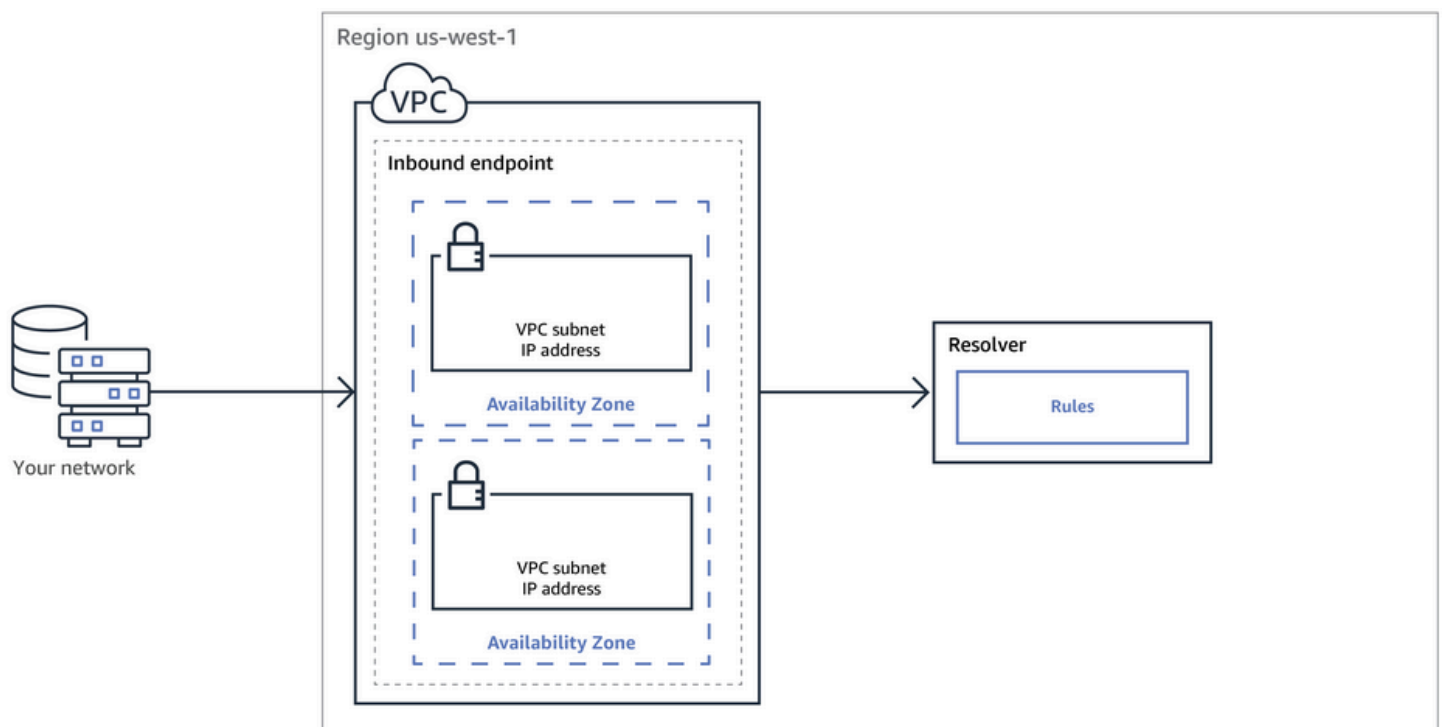 Region us-west-1
VPC
Inbound endpoint
VPC subnet
IP address
Availability Zone
VPC subnet
IP address
Availability Zone
Your network
Resolver
Rules